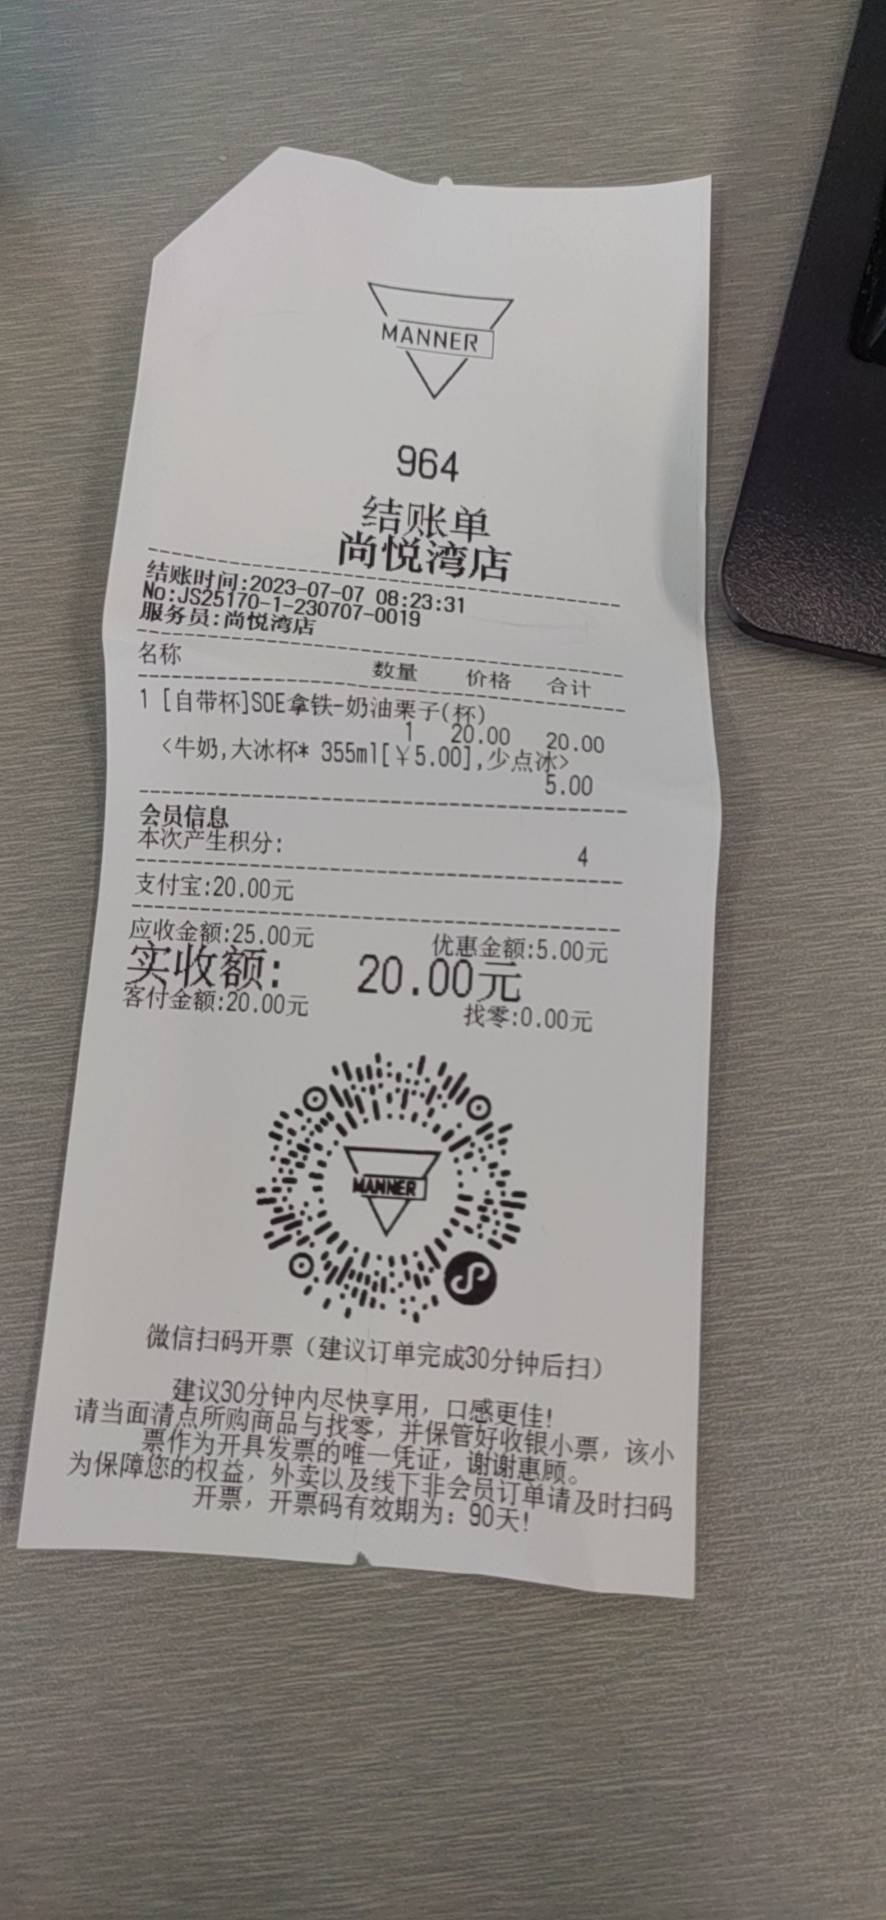 MANNER
964
结账单
尚悦湾店
结账时间:2023-07-07 08:23:31
No:JS25170-1-230707-0019
服务员:尚悦湾店
名称 数量 价格 合计
1 [自带杯]SOE拿铁-奶油栗子(杯)
1 20.00 20.00
<牛奶,大冰杯* 355ml[￥5.00],少点冰>
5.00
会员信息
本次产生积分: 4
支付宝:20.00元
应收金额:25.00元 优惠金额:5.00元
实收额: 20.00元
客付金额:20.00元 找零:0.00元
MANNER
微信扫码开票（建议订单完成30分钟后扫）
建议30分钟内尽快享用，口感更佳!
请当面清点所购商品与找零，并保管好收银小票，该小
票作为开具发票的唯一凭证，谢谢惠顾。
为保障您的权益，外卖以及线下非会员订单请及时扫码
开票，开票码有效期为：90天!